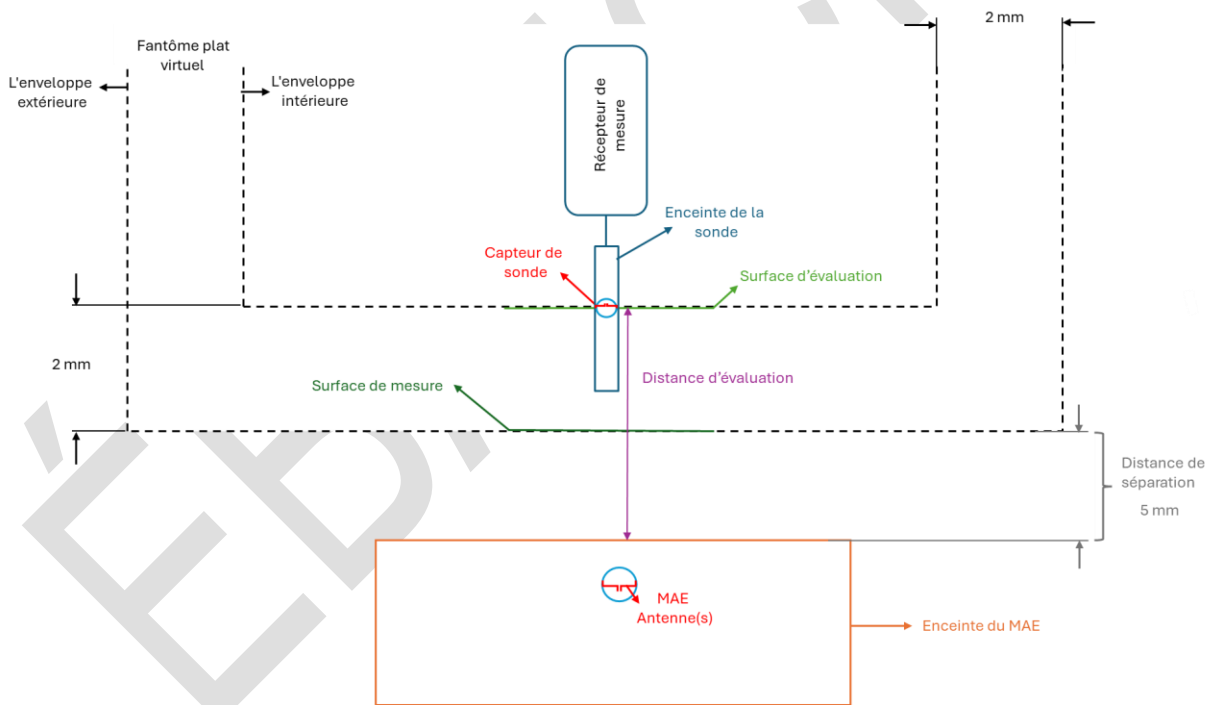 2 mm
Fantôme plat
virtuel
L'enveloppe
extérieure
L'enveloppe
intérieure
Récepteur de
mesure
Enceinte de la
sonde
Capteur de
sonde
Surface d'évaluation
2 mm
Distance d'évaluation
Surface de mesure
Distance de
séparation
5 mm
MAE
Antenne(s)
Enceinte du MAE